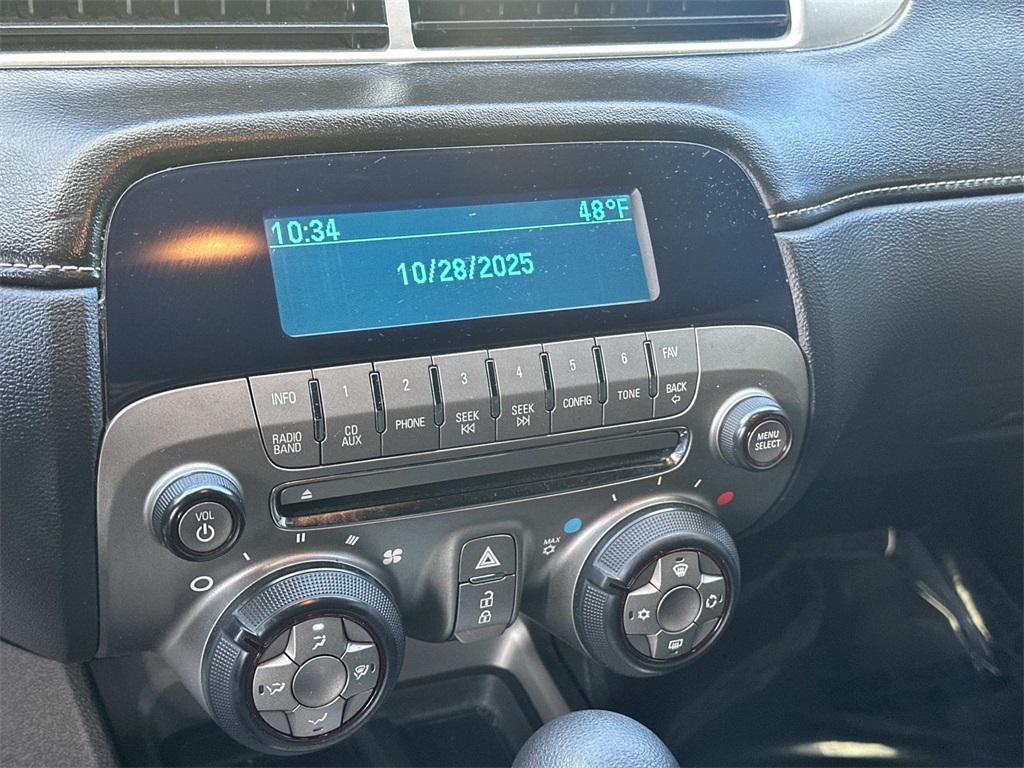 10:34 48°F
10/28/2025
INFO 1 2 3 4 5 6 FAV
RADIO BAND CD AUX PHONE SEEK SEEK CONFIG TONE BACK
MENU SELECT
VOL
MAX